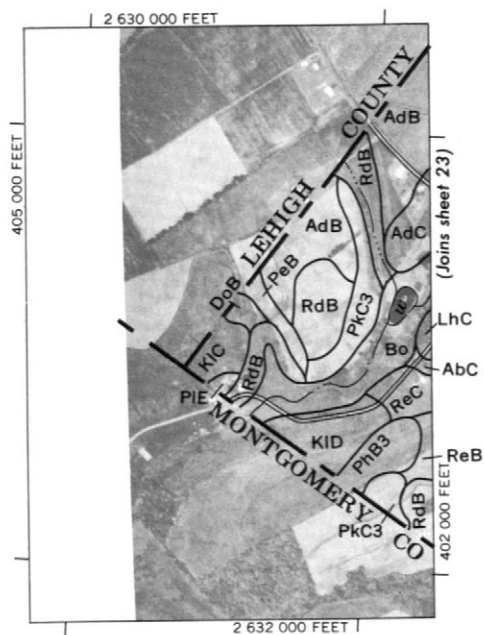 2 630 000 FEET
405 000 FEET
LEHIGH COUNTY
AdB
RdB
(Joins sheet 23)
AdB
AdC
PeB
DoB
RdB
PkC3
W
LhC
Bo
KlC
RdB
AbC
PlE
ReC
MONTGOMERY CO
KlD
PhB3
ReB
PkC3
RdB
402 000 FEET
2 632 000 FEET